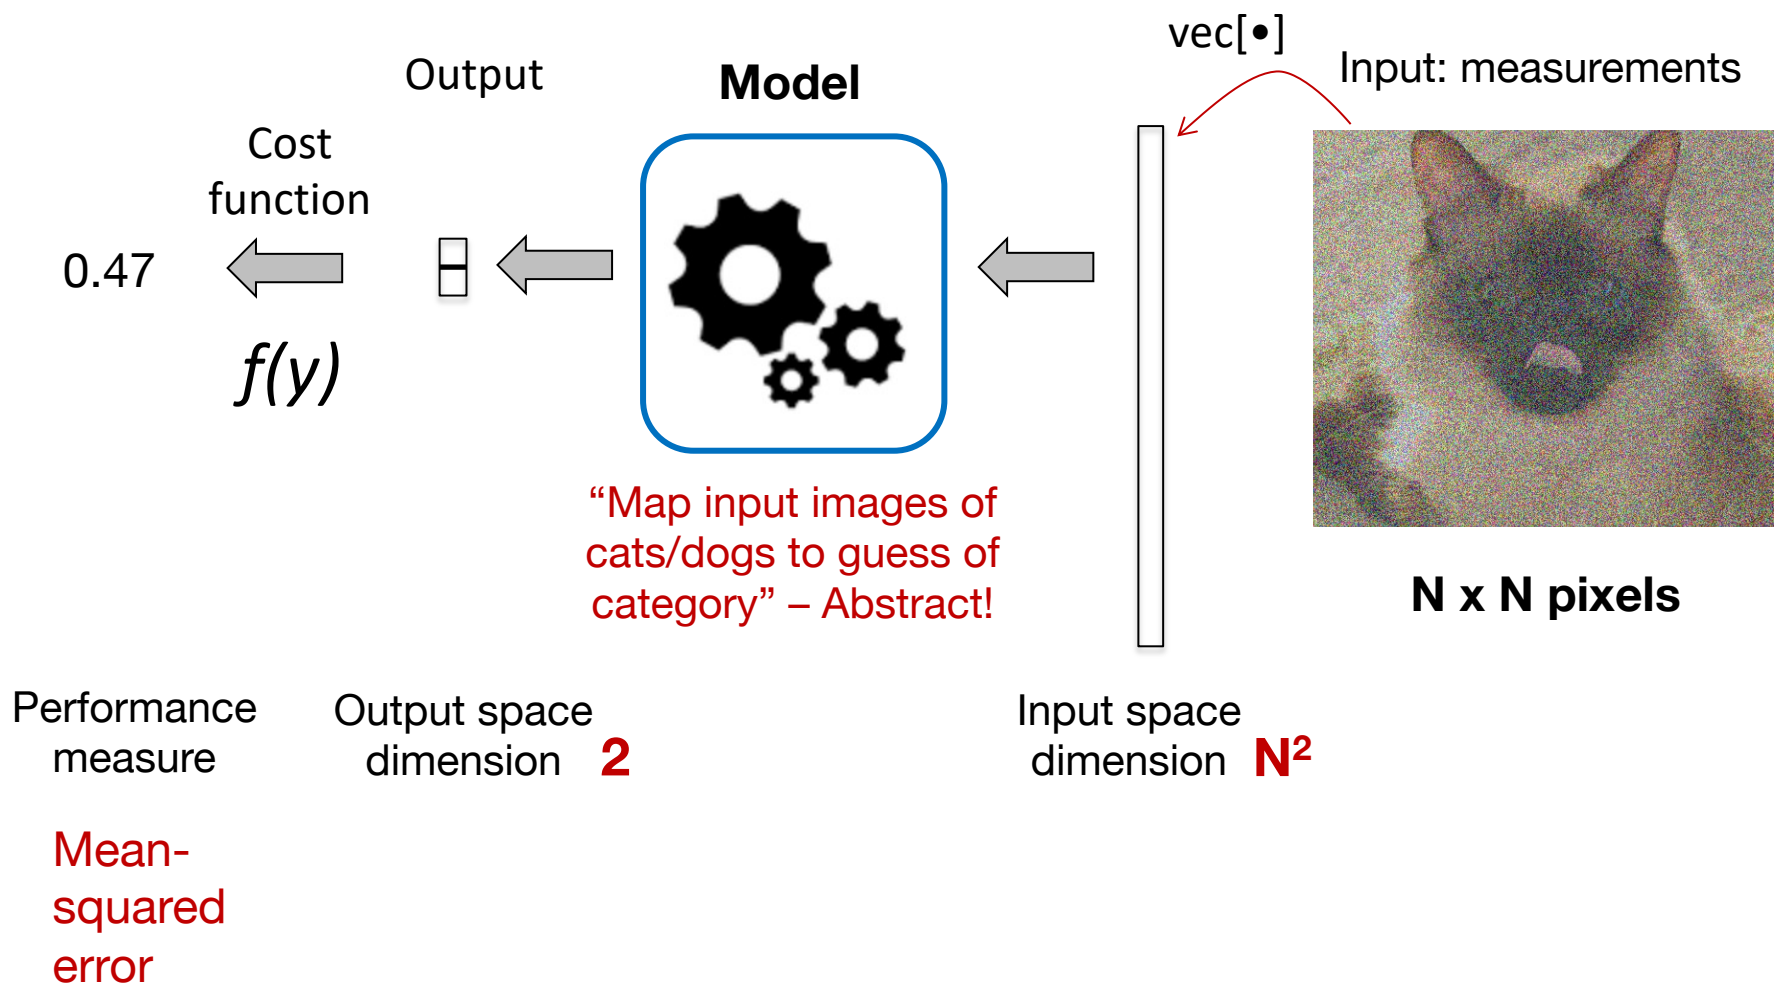 vec[•]
Input: measurements
Output
Model
Cost
function
0.47
f(y)
“Map input images of
cats/dogs to guess of
category” – Abstract!
N x N pixels
Performance
measure
Output space
dimension 2
Input space
dimension N²
Mean-
squared
error